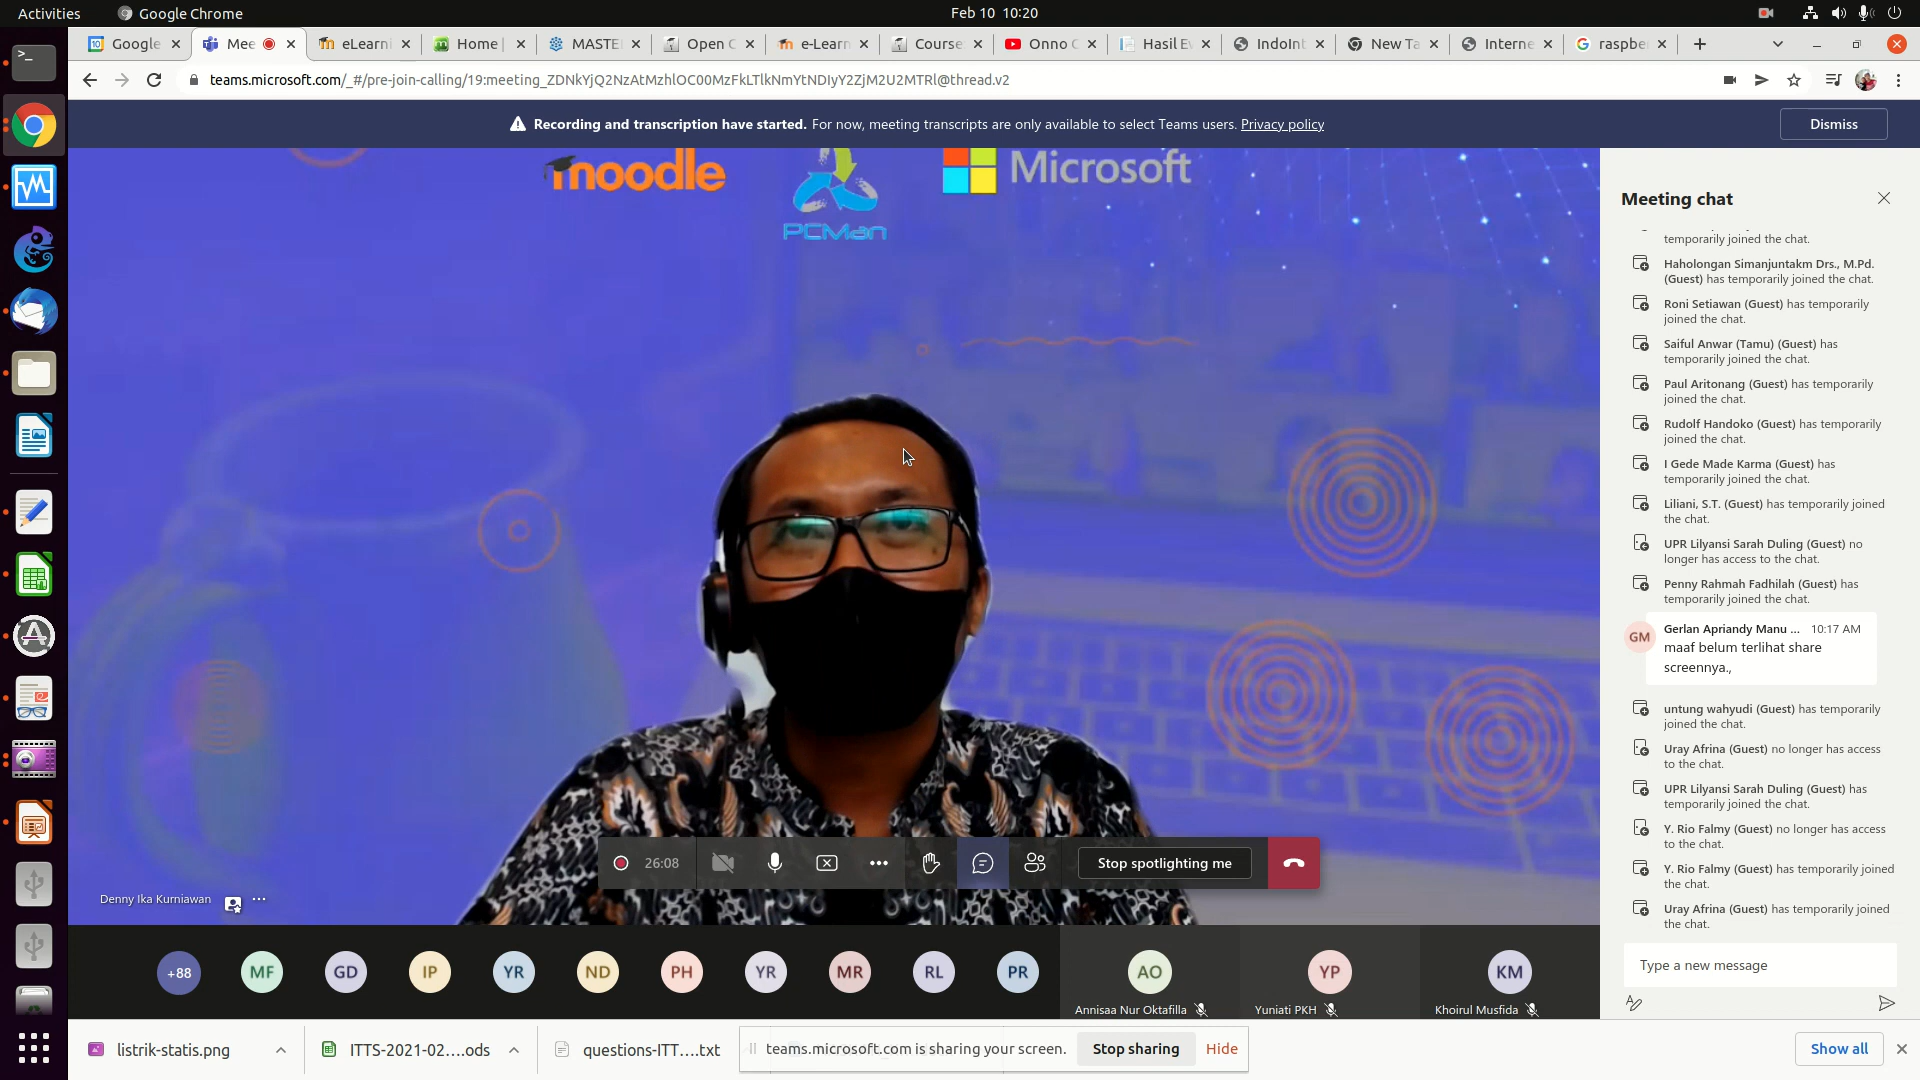 Activities
Google Chrome
Feb 10 10:20
Google
Mee
eLearni
Home |
MASTE
Open C
e-Learn
Course
Onno C
Hasil Ev
IndoInt
New Ta
Interne
raspbe
teams.microsoft.com/_#/pre-join-calling/19:meeting_ZDNkYjQ2NzAtMzhlOC00MzFkLTlkNmYtNDIyY2ZjM2U2MTRl@thread.v2
Recording and transcription have started. For now, meeting transcripts are only available to select Teams users. Privacy policy
Dismiss
moodle
PCMan
Microsoft
Meeting chat
temporarily joined the chat.
Haholongan Simanjuntakm Drs., M.Pd.
(Guest) has temporarily joined the chat.
Roni Setiawan (Guest) has temporarily
joined the chat.
Saiful Anwar (Tamu) (Guest) has
temporarily joined the chat.
Paul Aritonang (Guest) has temporarily
joined the chat.
Rudolf Handoko (Guest) has temporarily
joined the chat.
I Gede Made Karma (Guest) has
temporarily joined the chat.
Liliani, S.T. (Guest) has temporarily joined
the chat.
UPR Lilyansi Sarah Duling (Guest) no
longer has access to the chat.
Penny Rahmah Fadhilah (Guest) has
temporarily joined the chat.
GM
Gerlan Apriandy Manu ... 10:17 AM
maaf belum terlihat share
screennya.,
untung wahyudi (Guest) has temporarily
joined the chat.
Uray Afrina (Guest) no longer has access
to the chat.
UPR Lilyansi Sarah Duling (Guest) has
temporarily joined the chat.
Y. Rio Falmy (Guest) no longer has access
to the chat.
Y. Rio Falmy (Guest) has temporarily joined
the chat.
Uray Afrina (Guest) has temporarily joined
the chat.
Type a new message
26:08
Stop spotlighting me
Denny Ika Kurniawan
+88
MF
GD
IP
YR
ND
PH
YR
MR
RL
PR
AO
YP
KM
Annisaa Nur Oktafilla
Yuniati PKH
Khoirul Musfida
listrik-statis.png
ITTS-2021-02....ods
questions-ITT....txt
teams.microsoft.com is sharing your screen.
Stop sharing
Hide
Show all